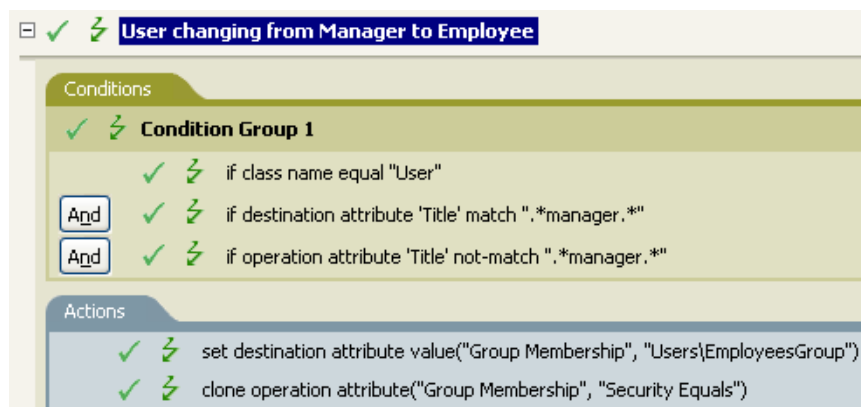 User changing from Manager to Employee
Conditions
Condition Group 1
if class name equal "User"
And if destination attribute 'Title' match ".*manager.*"
And if operation attribute 'Title' not-match ".*manager.*"
Actions
set destination attribute value("Group Membership", "Users\EmployeesGroup")
clone operation attribute("Group Membership", "Security Equals")